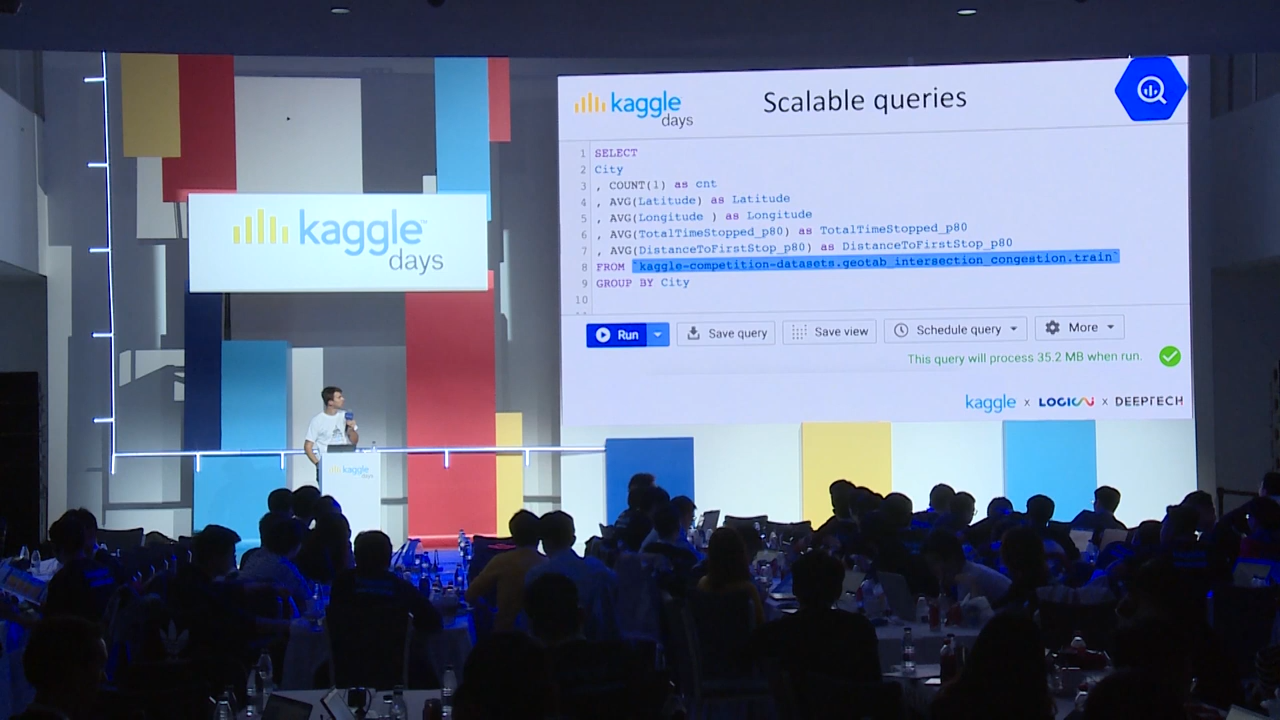 kaggle
days
Scalable queries
1 SELECT
2 City
3 , COUNT(1) as cnt
4 , AVG(Latitude) as Latitude
5 , AVG(Longitude ) as Longitude
6 , AVG(TotalTimeStopped_p80) as TotalTimeStopped_p80
7 , AVG(DistanceToFirstStop_p80) as DistanceToFirstStop_p80
8 FROM `kaggle-competition-datasets.geotab_intersection_congestion.train`
9 GROUP BY City
10
Run Save query Save view Schedule query More
This query will process 35.2 MB when run.
kaggle x LOGIC x DEEPTECH
kaggle™
days
kaggle
days